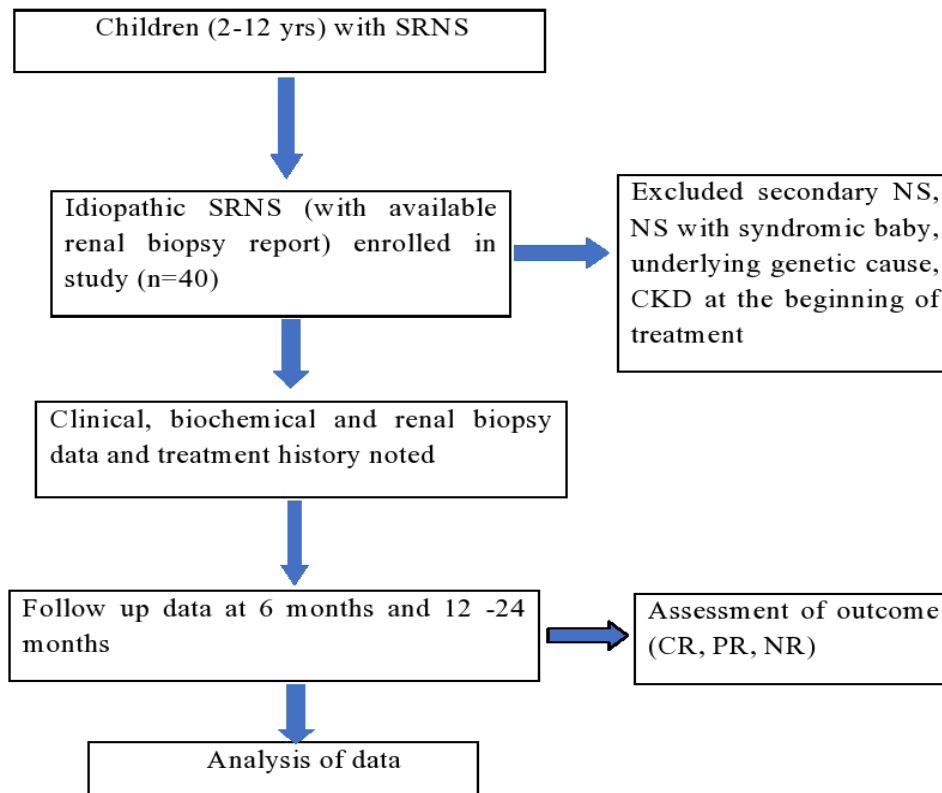 Children (2-12 yrs) with SRNS
Idiopathic SRNS (with available
renal biopsy report) enrolled in
study (n=40)
Excluded secondary NS,
NS with syndromic baby,
underlying genetic cause,
CKD at the beginning of
treatment
Clinical, biochemical and renal biopsy
data and treatment history noted
Follow up data at 6 months and 12 -24
months
Assessment of outcome
(CR, PR, NR)
Analysis of data